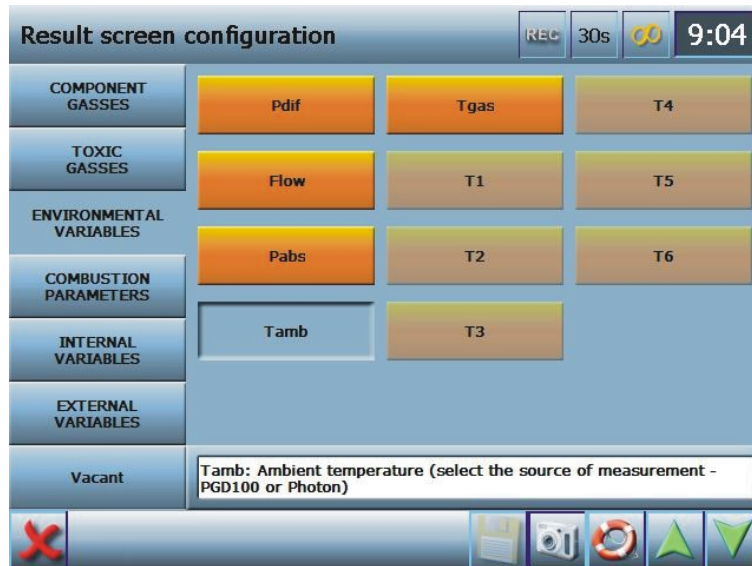 Result screen configuration
REC
30s
9:04
COMPONENT
GASSES
TOXIC
GASSES
ENVIRONMENTAL
VARIABLES
COMBUSTION
PARAMETERS
INTERNAL
VARIABLES
EXTERNAL
VARIABLES
Vacant
Pdif
Tgas
T4
Flow
T1
T5
Pabs
T2
T6
Tamb
T3
Tamb: Ambient temperature (select the source of measurement -
PGD100 or Photon)